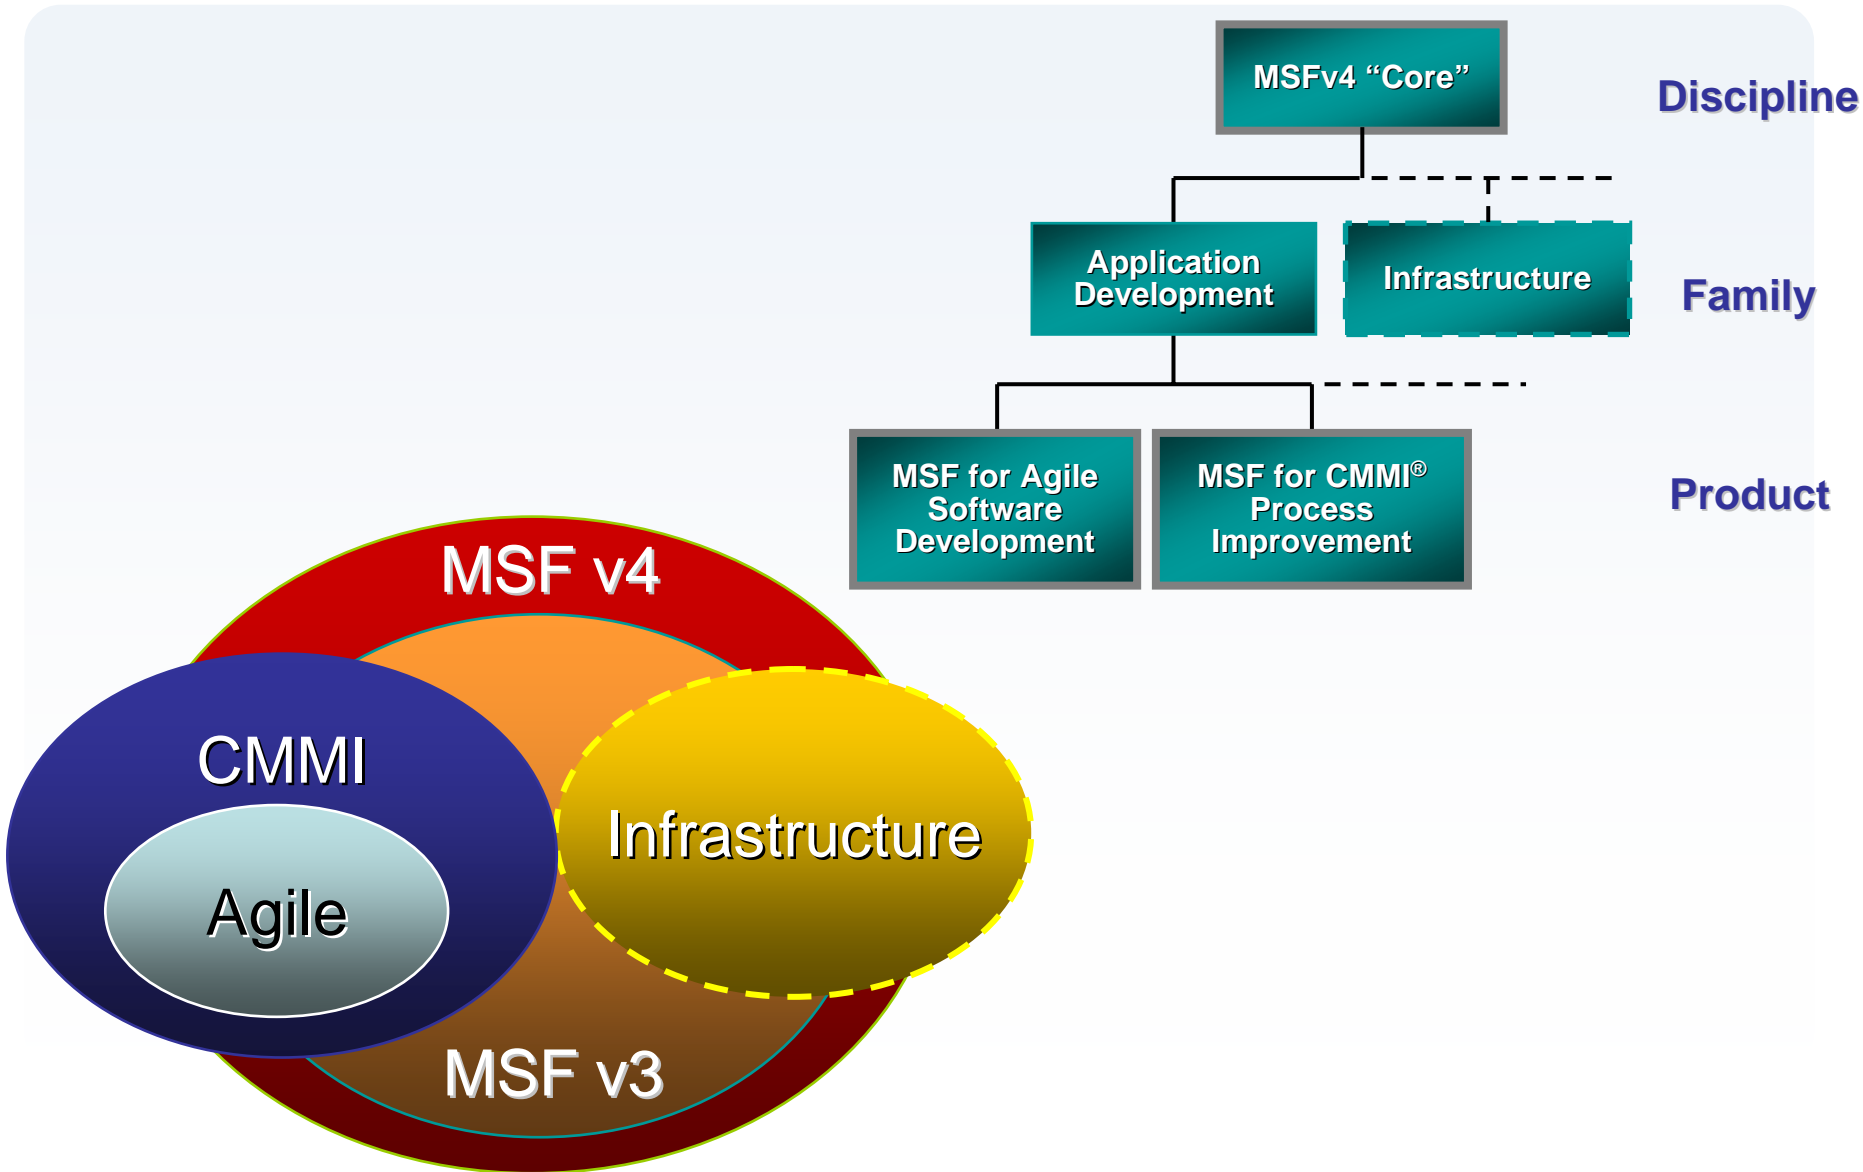 MSFv4 “Core”
Discipline
Application
Development
Infrastructure
Family
MSF for Agile
Software
Development
MSF for CMMI®
Process
Improvement
Product
MSF v4
CMMI
Infrastructure
Agile
MSF v3